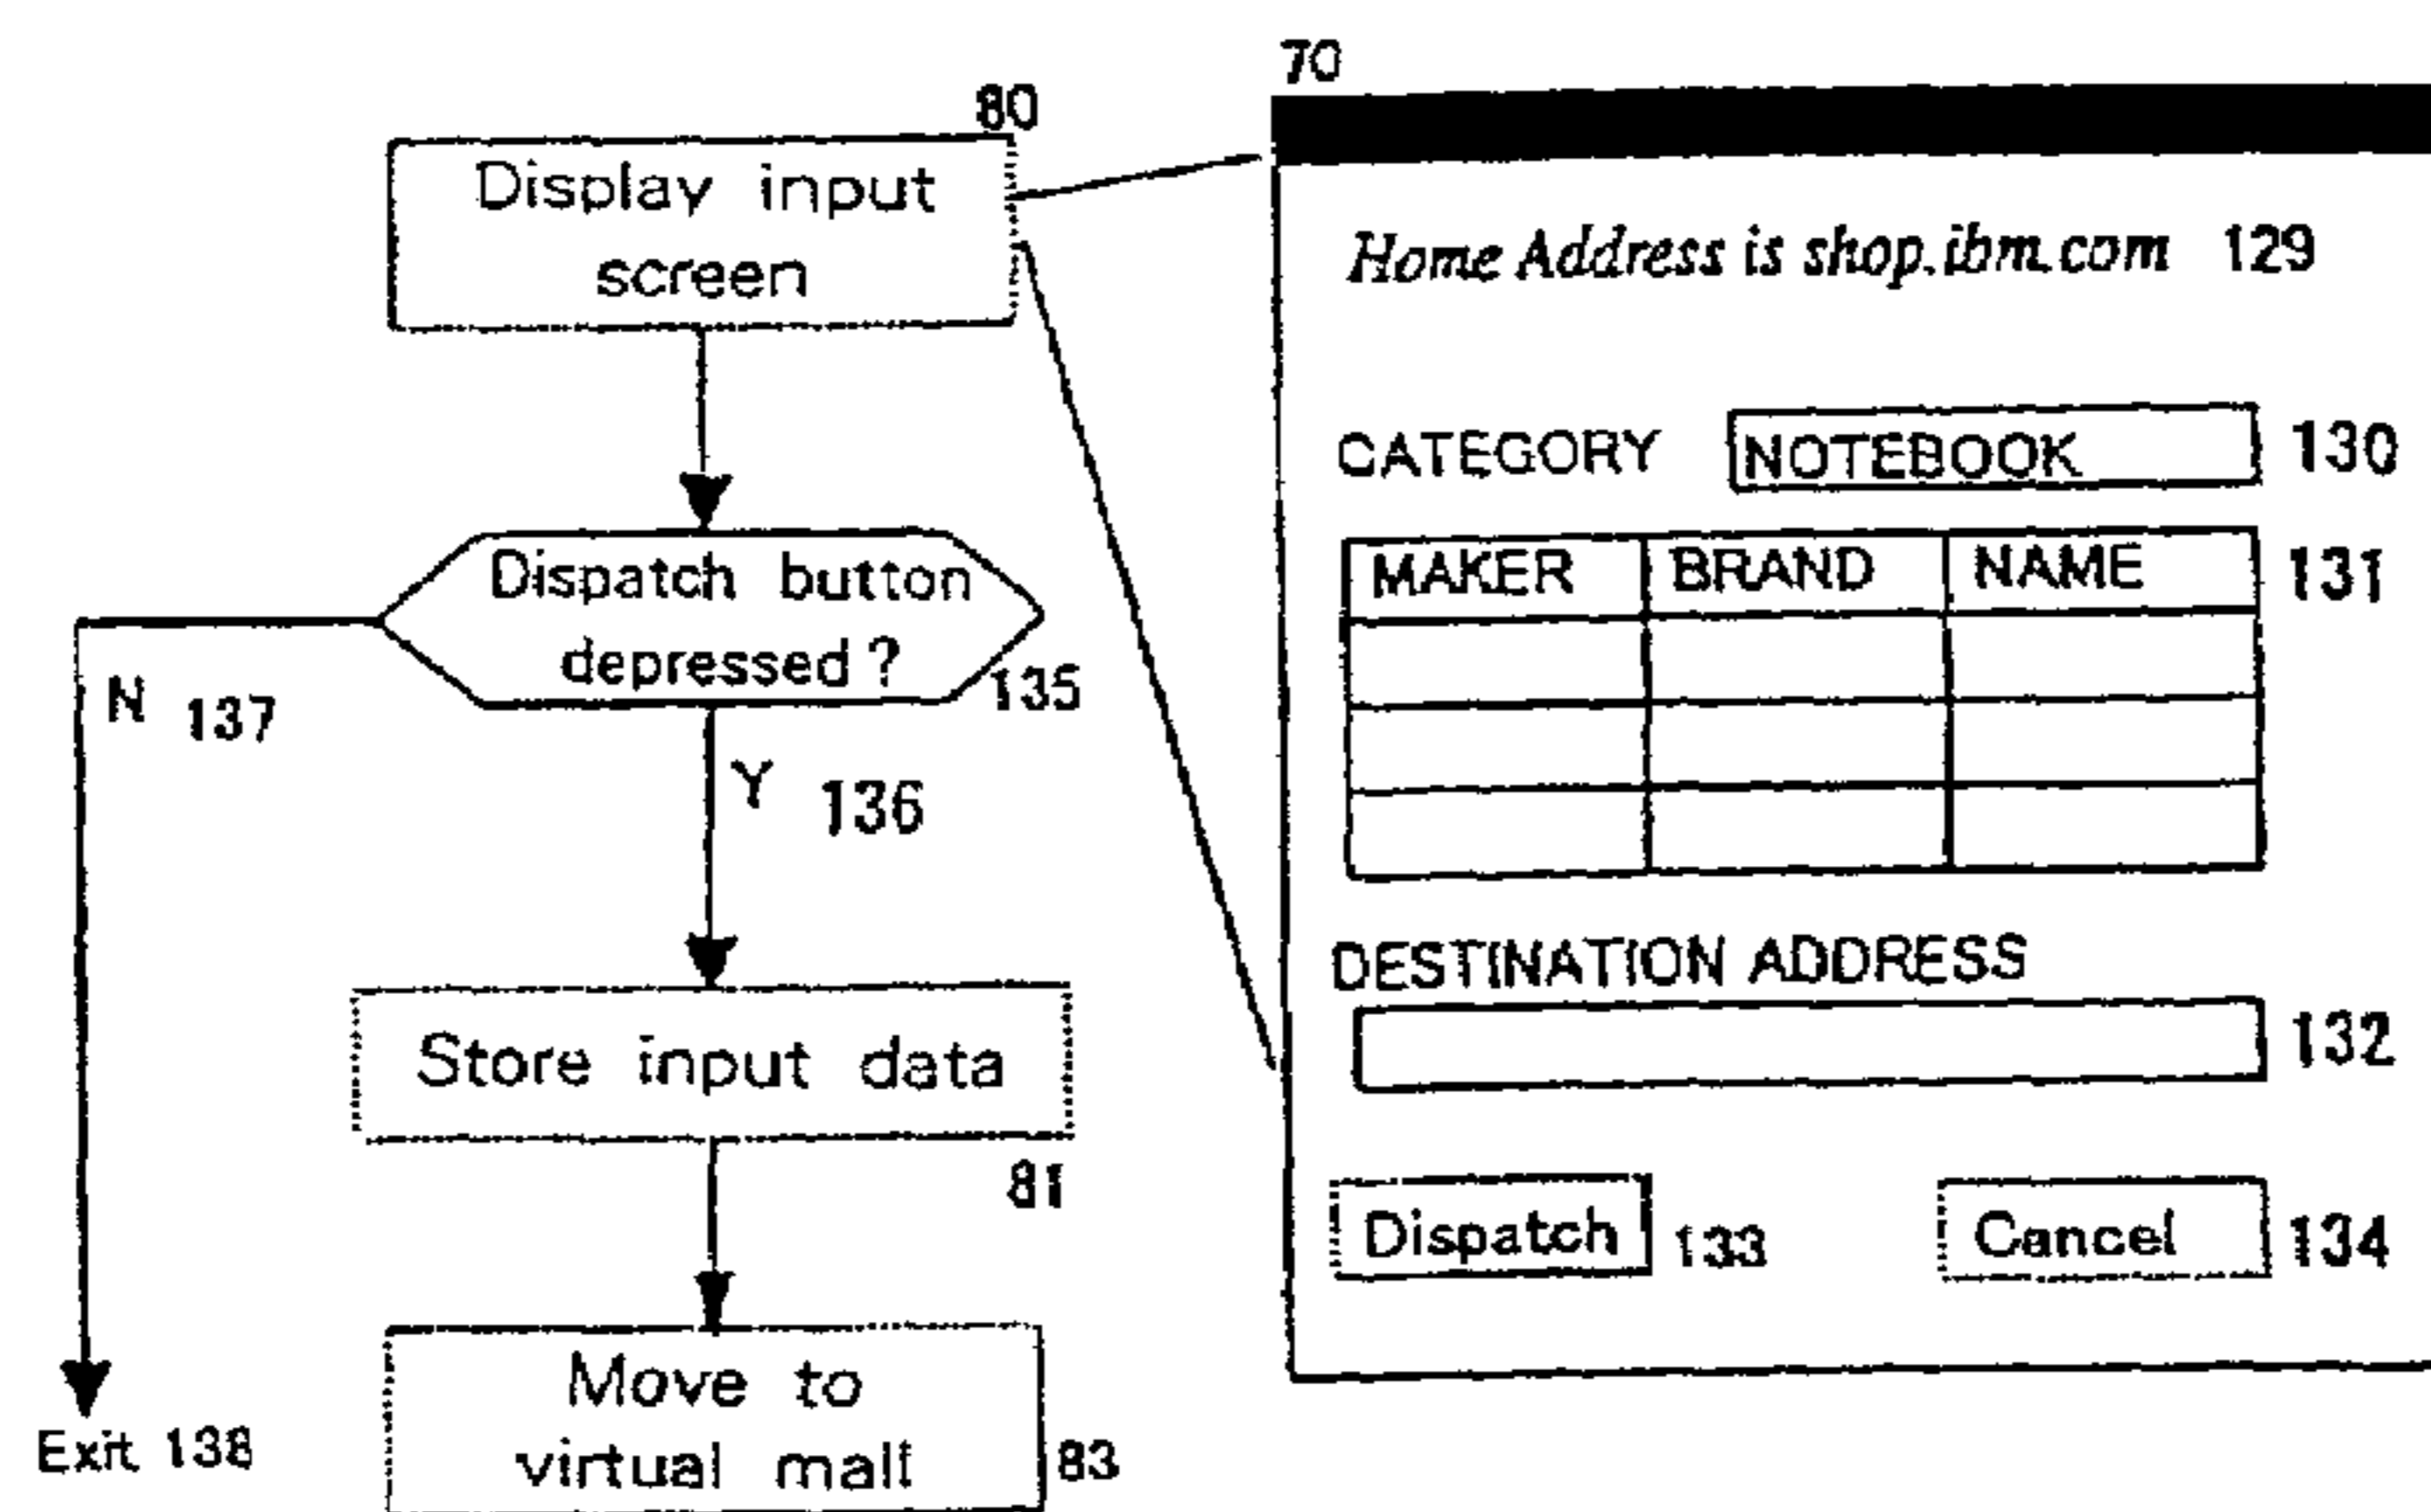 80
Display input
screen
Dispatch button
depressed ?
135
N 137
Y 136
Store input data
81
Move to
virtual mall
83
Exit 138
70
Home Address is shop.ibm.com 129
CATEGORY NOTEBOOK 130
MAKER BRAND NAME 131
DESTINATION ADDRESS
132
Dispatch 133 Cancel 134